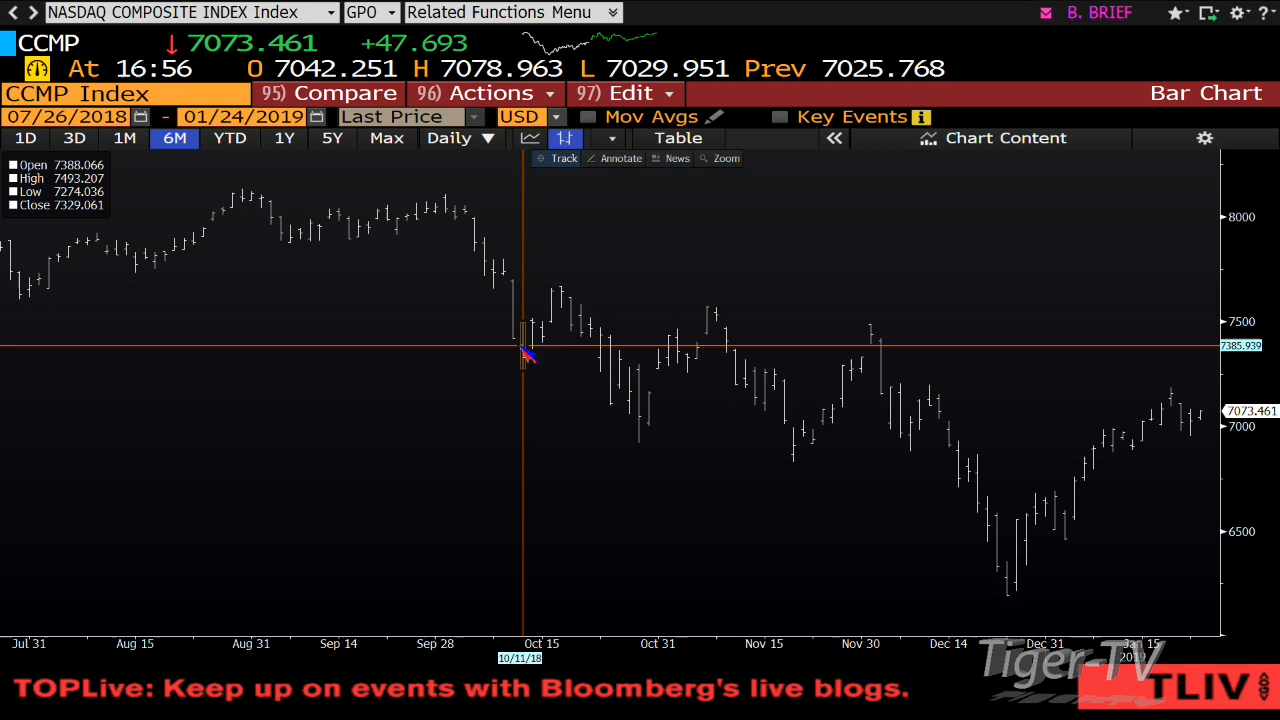 NASDAQ COMPOSITE INDEX Index GPO Related Functions Menu B. BRIEF ?
CCMP 7073.461 +47.693
At 16:56 O 7042.251 H 7078.963 L 7029.951 Prev 7025.768
CCMP Index 95) Compare 96) Actions 97) Edit Bar Chart
07/26/2018 - 01/24/2019 Last Price USD Mov Avgs Key Events i
1D 3D 1M 6M YTD 1Y 5Y Max Daily Table Chart Content
Track Annotate News Zoom
Open 7388.066
High 7493.207
Low 7274.036
Close 7329.061
8000
7500
7385.939
7073.461
7000
6500
Jul 31 Aug 15 Aug 31 Sep 14 Sep 28 Oct 15 Oct 31 Nov 15 Nov 30 Dec 14 Dec 31 Jan 15
10/11/18 2019
Tiger-TV
TOPLive: Keep up on events with Bloomberg's live blogs. TLIV